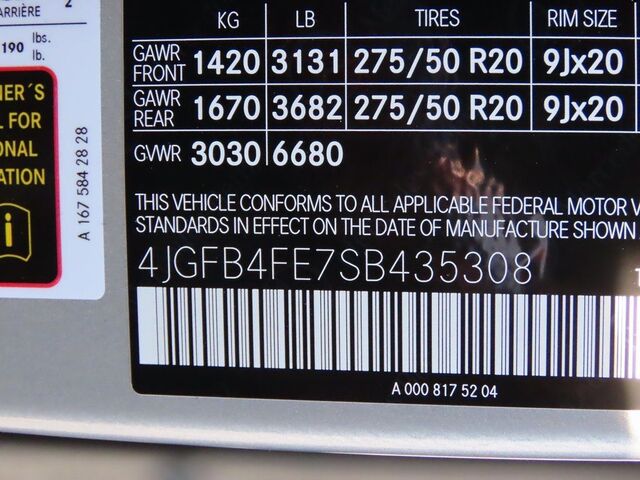 ARRIÈRE 2
190 lbs.
lb.
NER´S
L FOR
ONAL
ATION
i
A 167 584 28 28
KG LB TIRES RIM SIZE
GAWR FRONT 1420 3131 275/50 R20 9Jx20
GAWR REAR 1670 3682 275/50 R20 9Jx20
GVWR 3030 6680
THIS VEHICLE CONFORMS TO ALL APPLICABLE FEDERAL MOTOR V
STANDARDS IN EFFECT ON THE DATE OF MANUFACTURE SHOWN
4JGFB4FE7SB435308
A 000 817 52 04